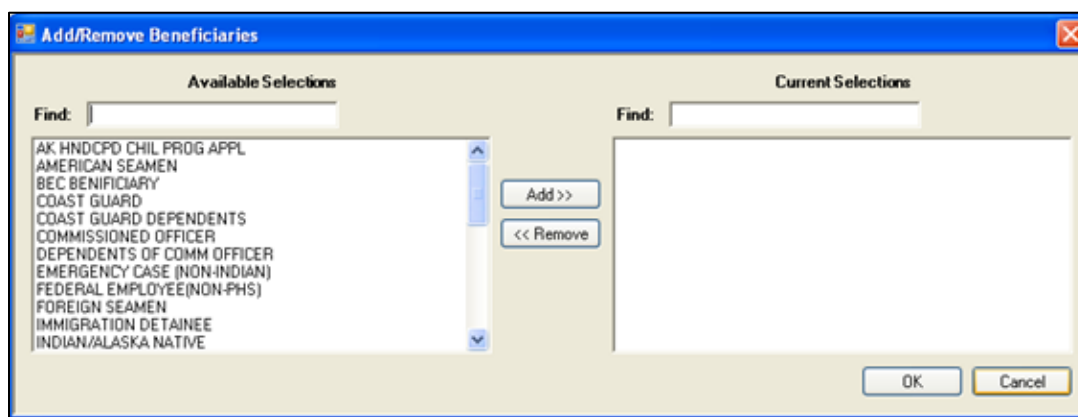 Add/Remove Beneficiaries
Available Selections
Current Selections
Find:
Find:
AK HNDCPD CHIL PROG APPL
AMERICAN SEAMEN
BEC BENIFICIARY
COAST GUARD
COAST GUARD DEPENDENTS
COMMISSIONED OFFICER
DEPENDENTS OF COMM OFFICER
EMERGENCY CASE (NON-INDIAN)
FEDERAL EMPLOYEE(NON-PHS)
FOREIGN SEAMEN
IMMIGRATION DETAINEE
INDIAN/ALASKA NATIVE
Add >>
<< Remove
OK
Cancel